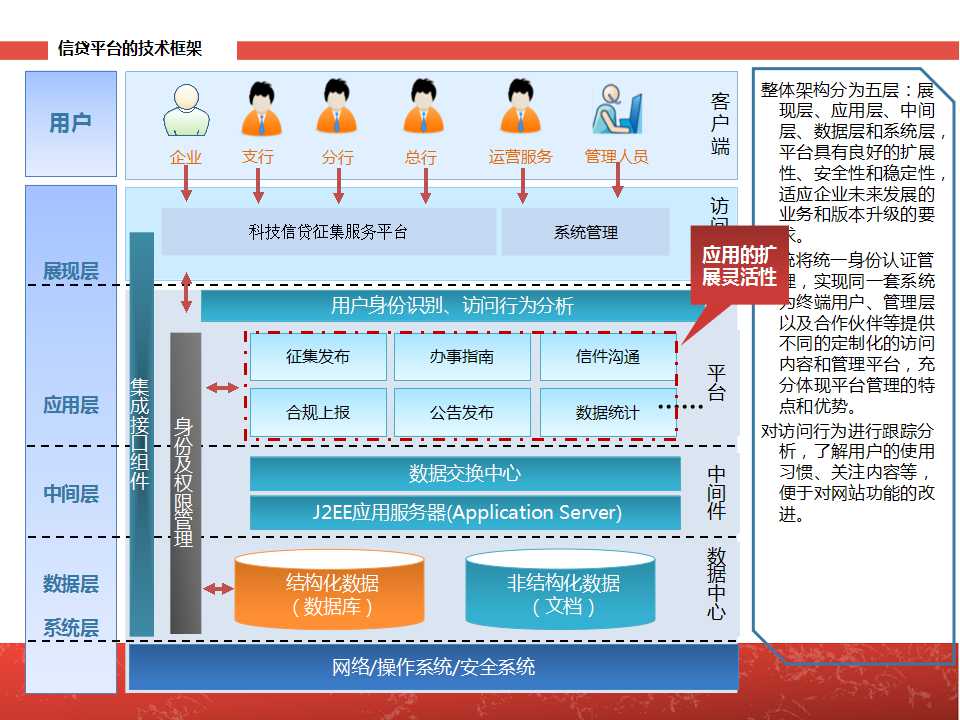 信贷平台的技术框架
用户
企业
支行
分行
总行
运营服务
管理人员
客户端
展现层
科技信贷征集服务平台
系统管理
访
应用的扩
展灵活性
用户身份识别、访问行为分析
集成接口组件
身份及权限管理
应用层
征集发布
办事指南
信件沟通
合规上报
公告发布
数据统计
……
平台
中间层
数据交换中心
J2EE应用服务器(Application Server)
中间件
数据层
结构化数据
（数据库）
非结构化数据
（文档）
数据中心
系统层
网络/操作系统/安全系统
整体架构分为五层：展
现层、应用层、中间
层、数据层和系统层，
平台具有良好的扩展
性、安全性和稳定性，
适应企业未来发展的
业务和版本升级的要
求。
统将统一身份认证管
理，实现同一套系统
为终端用户、管理层
以及合作伙伴等提供
不同的定制化的访问
内容和管理平台，充
分体现平台管理的特
点和优势。
对访问行为进行跟踪分
析，了解用户的使用
习惯、关注内容等，
便于对网站功能的改
进。